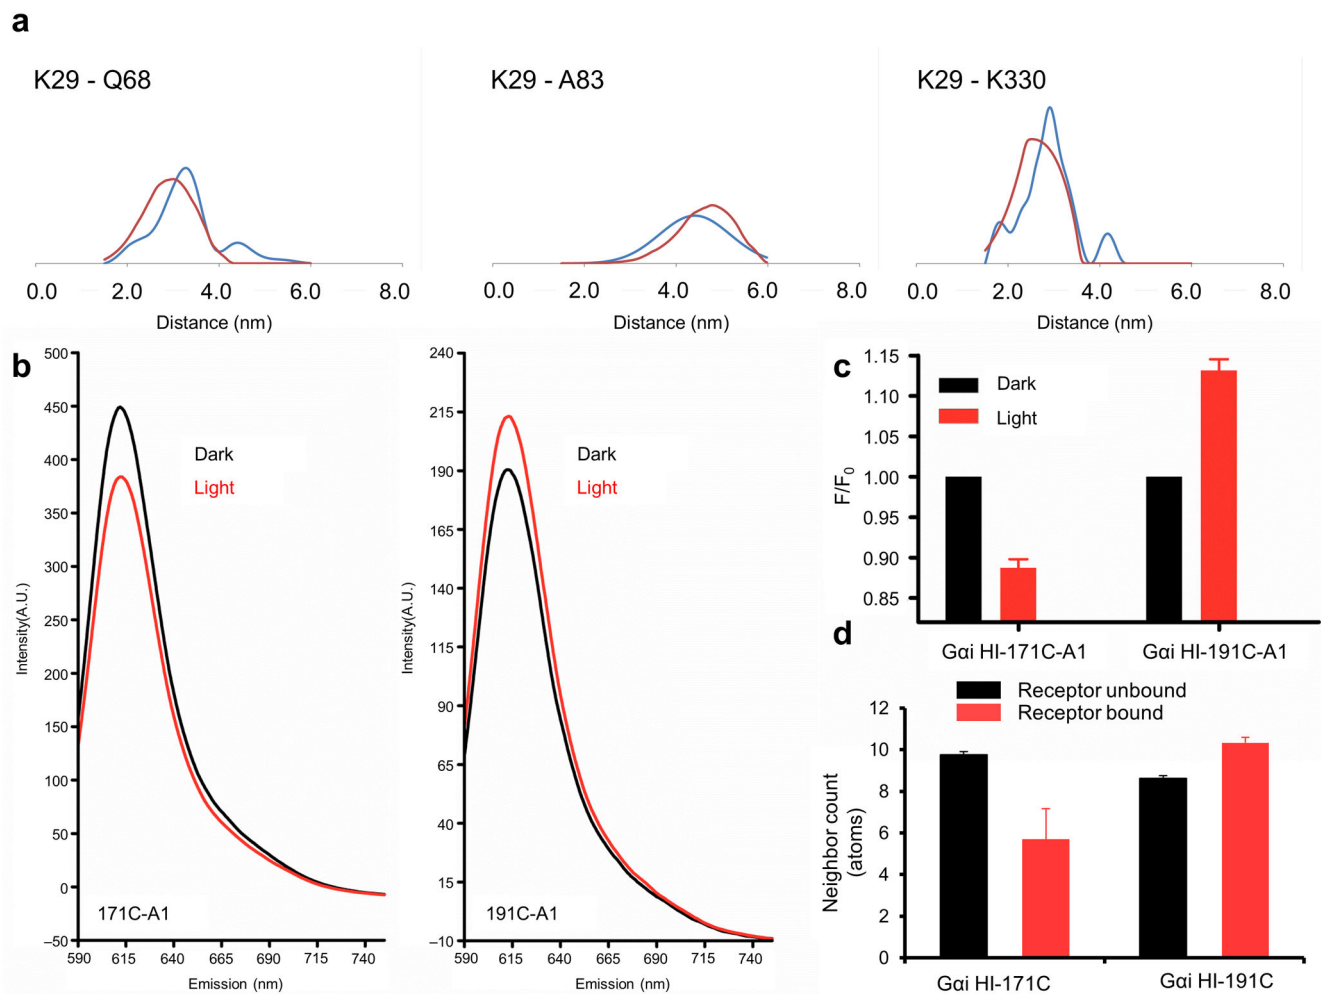 a
K29 - Q68
K29 - A83
K29 - K330
0.0 2.0 4.0 6.0 8.0
Distance (nm)
0.0 2.0 4.0 6.0 8.0
Distance (nm)
0.0 2.0 4.0 6.0 8.0
Distance (nm)
b
500
450
400
350
300
250
200
150
100
50
0
–50
Intensity(A.U.)
Dark
Light
171C-A1
590 615 640 665 690 715 740
Emission (nm)
240
215
190
165
140
115
90
65
40
15
–10
Intensity(A.U.)
Dark
Light
191C-A1
590 615 640 665 690 715 740
Emission (nm)
c
1.15
1.10
1.05
1.00
0.95
0.90
0.85
F/F0
Dark
Light
Gαi HI-171C-A1
Gαi HI-191C-A1
d
Receptor unbound
Receptor bound
12
10
8
6
4
2
0
Neighbor count
(atoms)
Gαi HI-171C
Gαi HI-191C